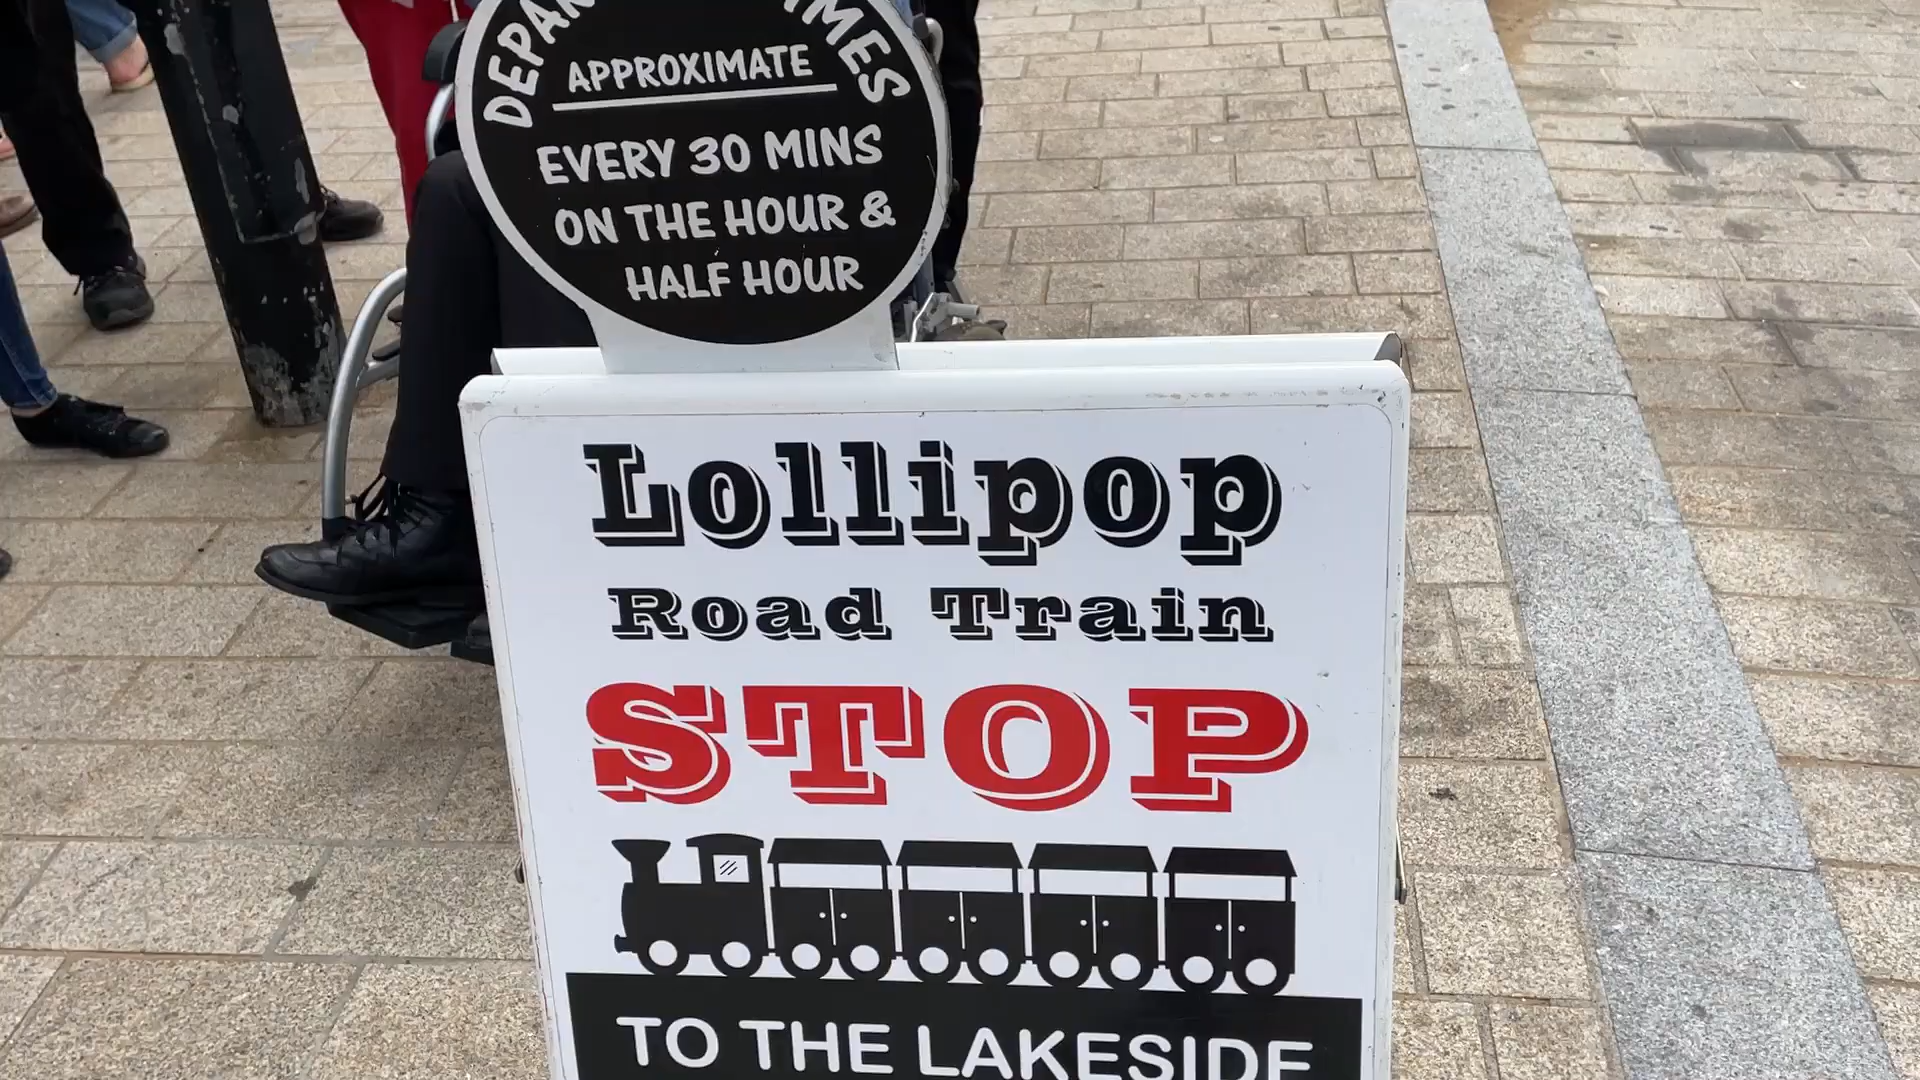 APPROXIMATE
EVERY 30 MINS
ON THE HOUR &
HALF HOUR
Lollipop
Road Train
STOP
TO THE LAKESIDE